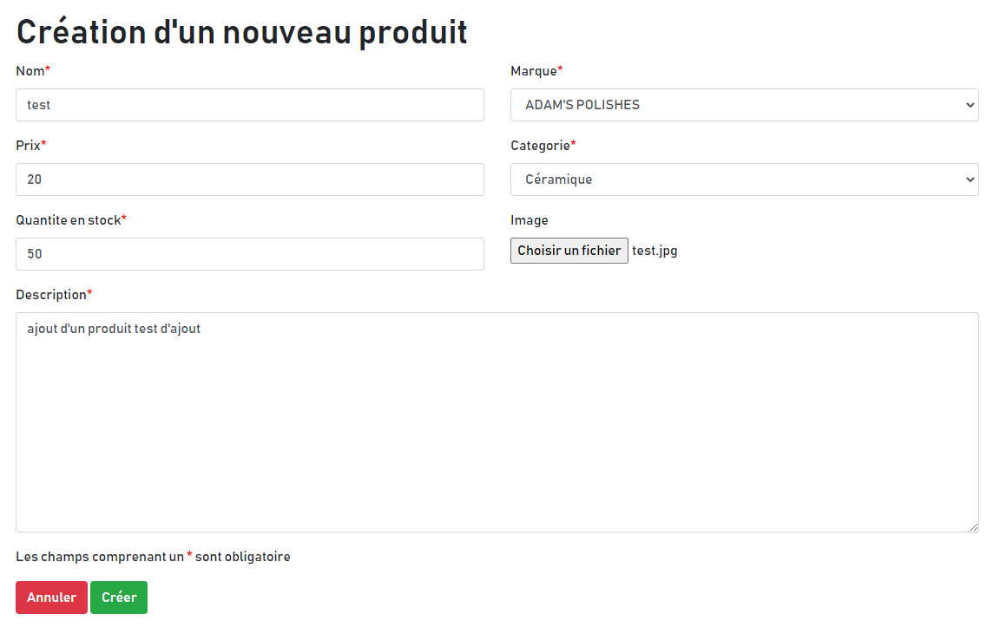 Création d'un nouveau produit
Nom* Marque*
test ADAM'S POLISHES
Prix* Categorie*
20 Céramique
Quantite en stock* Image
50 Choisir un fichier test.jpg
Description*
ajout d'un produit test d'ajout
Les champs comprenant un * sont obligatoire
Annuler Créer